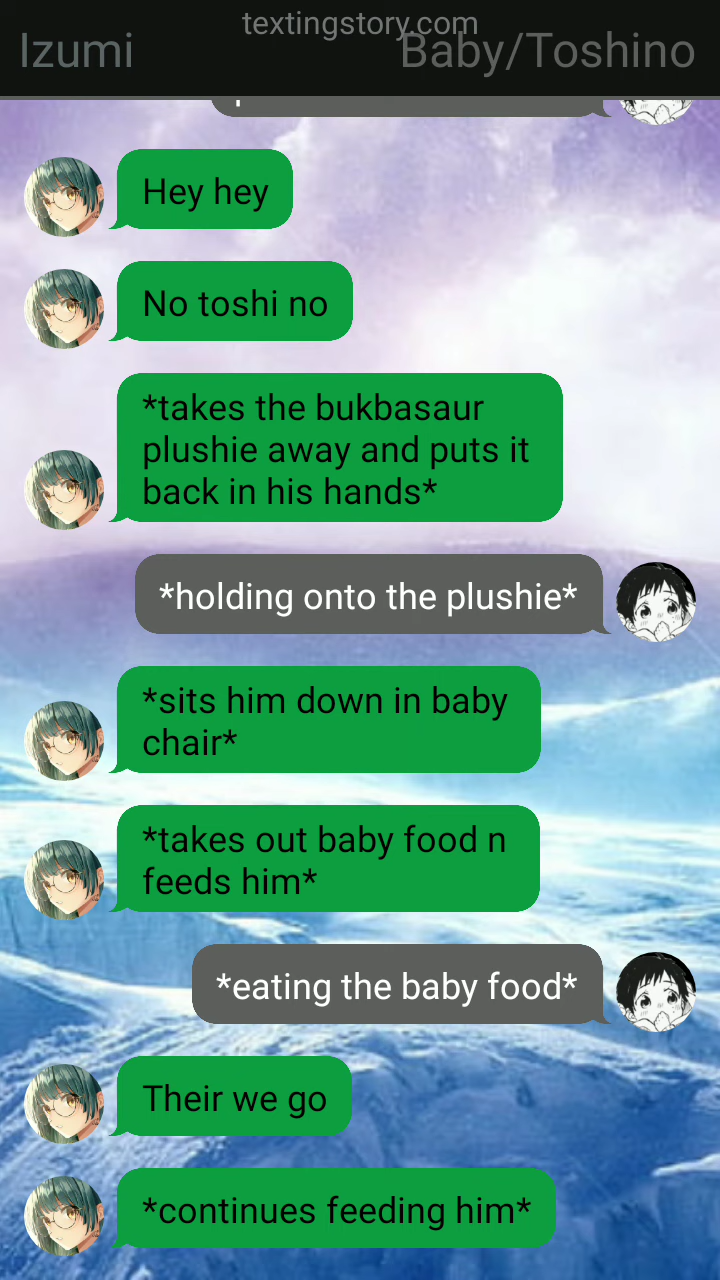 textingstory.com
Izumi
Baby/Toshino
Hey hey
No toshi no
*takes the bukbasaur
plushie away and puts it
back in his hands*
*holding onto the plushie*
*sits him down in baby
chair*
*takes out baby food n
feeds him*
*eating the baby food*
Their we go
*continues feeding him*